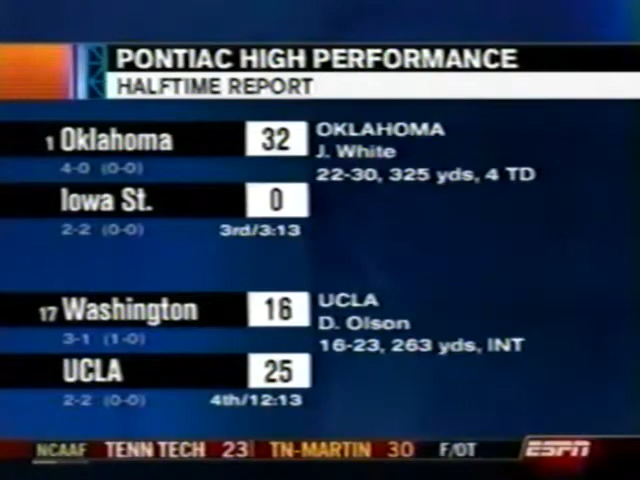 PONTIAC HIGH PERFORMANCE
HALFTIME REPORT
1 Oklahoma 32
4-0 (0-0)
OKLAHOMA
J. White
22-30, 325 yds, 4 TD
Iowa St. 0
2-2 (0-0) 3rd/3:13
17 Washington 16
3-1 (1-0)
UCLA
D. Olson
16-23, 263 yds, INT
UCLA 25
2-2 (0-0) 4th/12:13
NCAAF TENN TECH 23 TN-MARTIN 30 F/OT ESPN